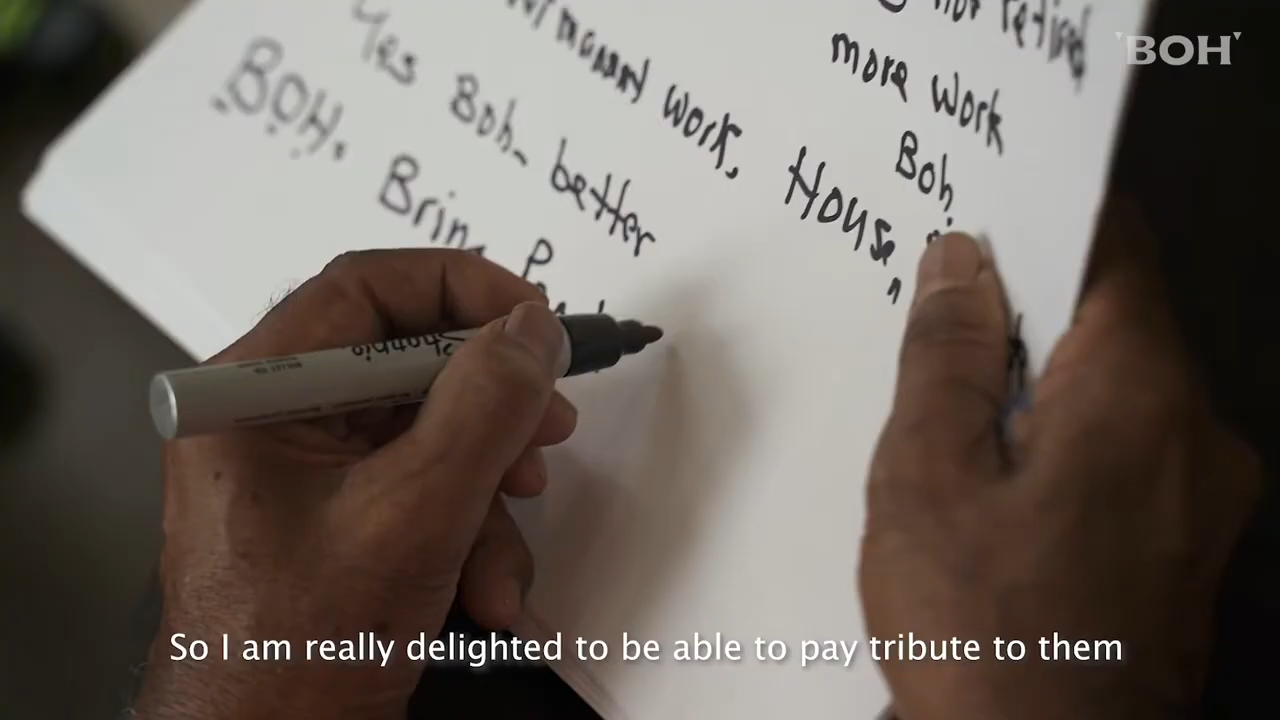 not retired
more work
Boh
permanent work,
House,
Yes Boh- better
BOH. Bring
'BOH'
Sharpie
So I am really delighted to be able to pay tribute to them